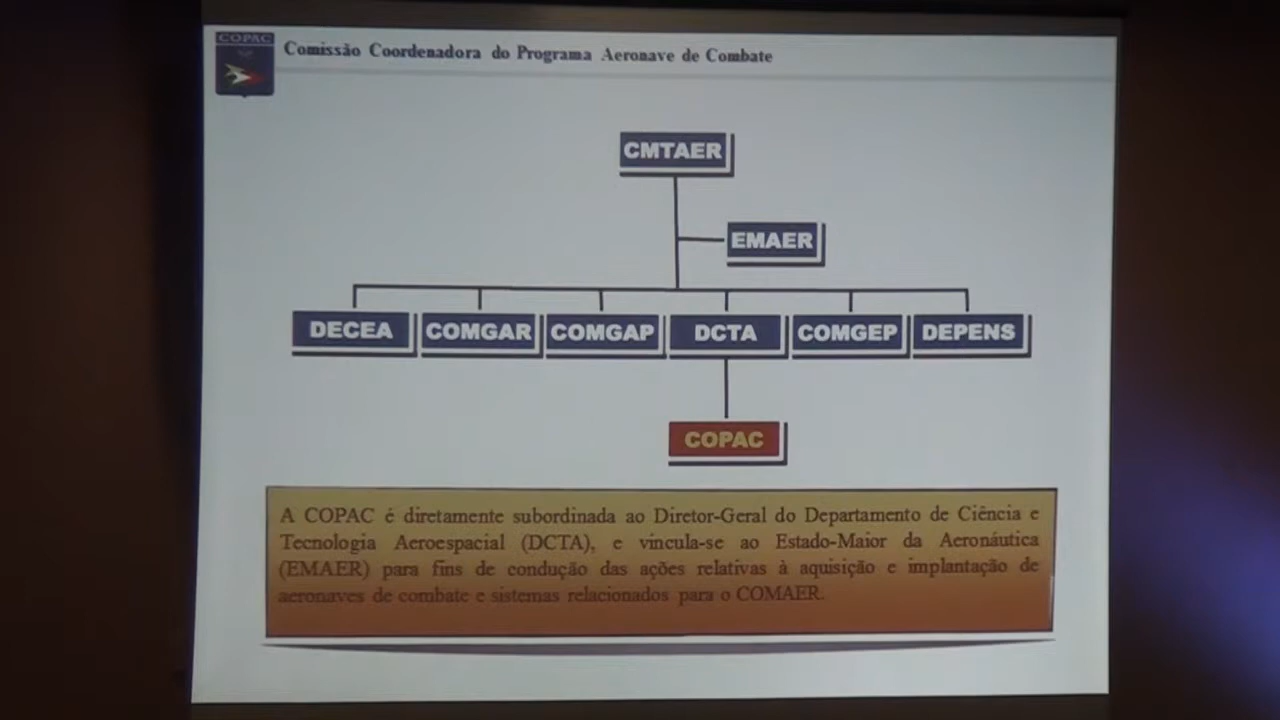 COPAC
Comissão Coordenadora do Programa Aeronave de Combate
CMTAER
EMAER
DECEA COMGAR COMGAP DCTA COMGEP DEPENS
COPAC
A COPAC é diretamente subordinada ao Diretor-Geral do Departamento de Ciência e
Tecnologia Aeroespacial (DCTA), e vincula-se ao Estado-Maior da Aeronáutica
(EMAER) para fins de condução das ações relativas à aquisição e implantação de
aeronaves de combate e sistemas relacionados para o COMAER.